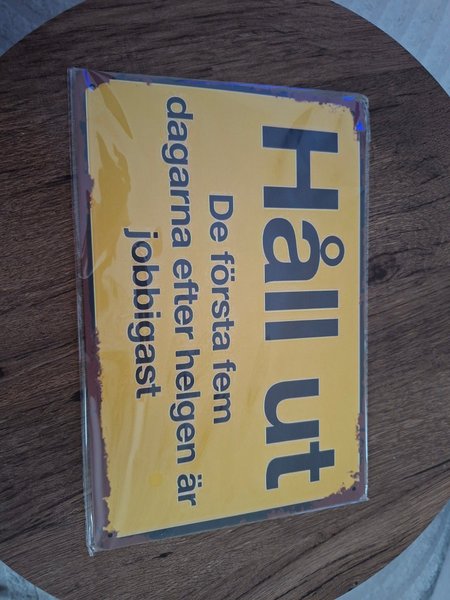 Håll ut
De första fem
dagarna efter helgen är
jobbigast